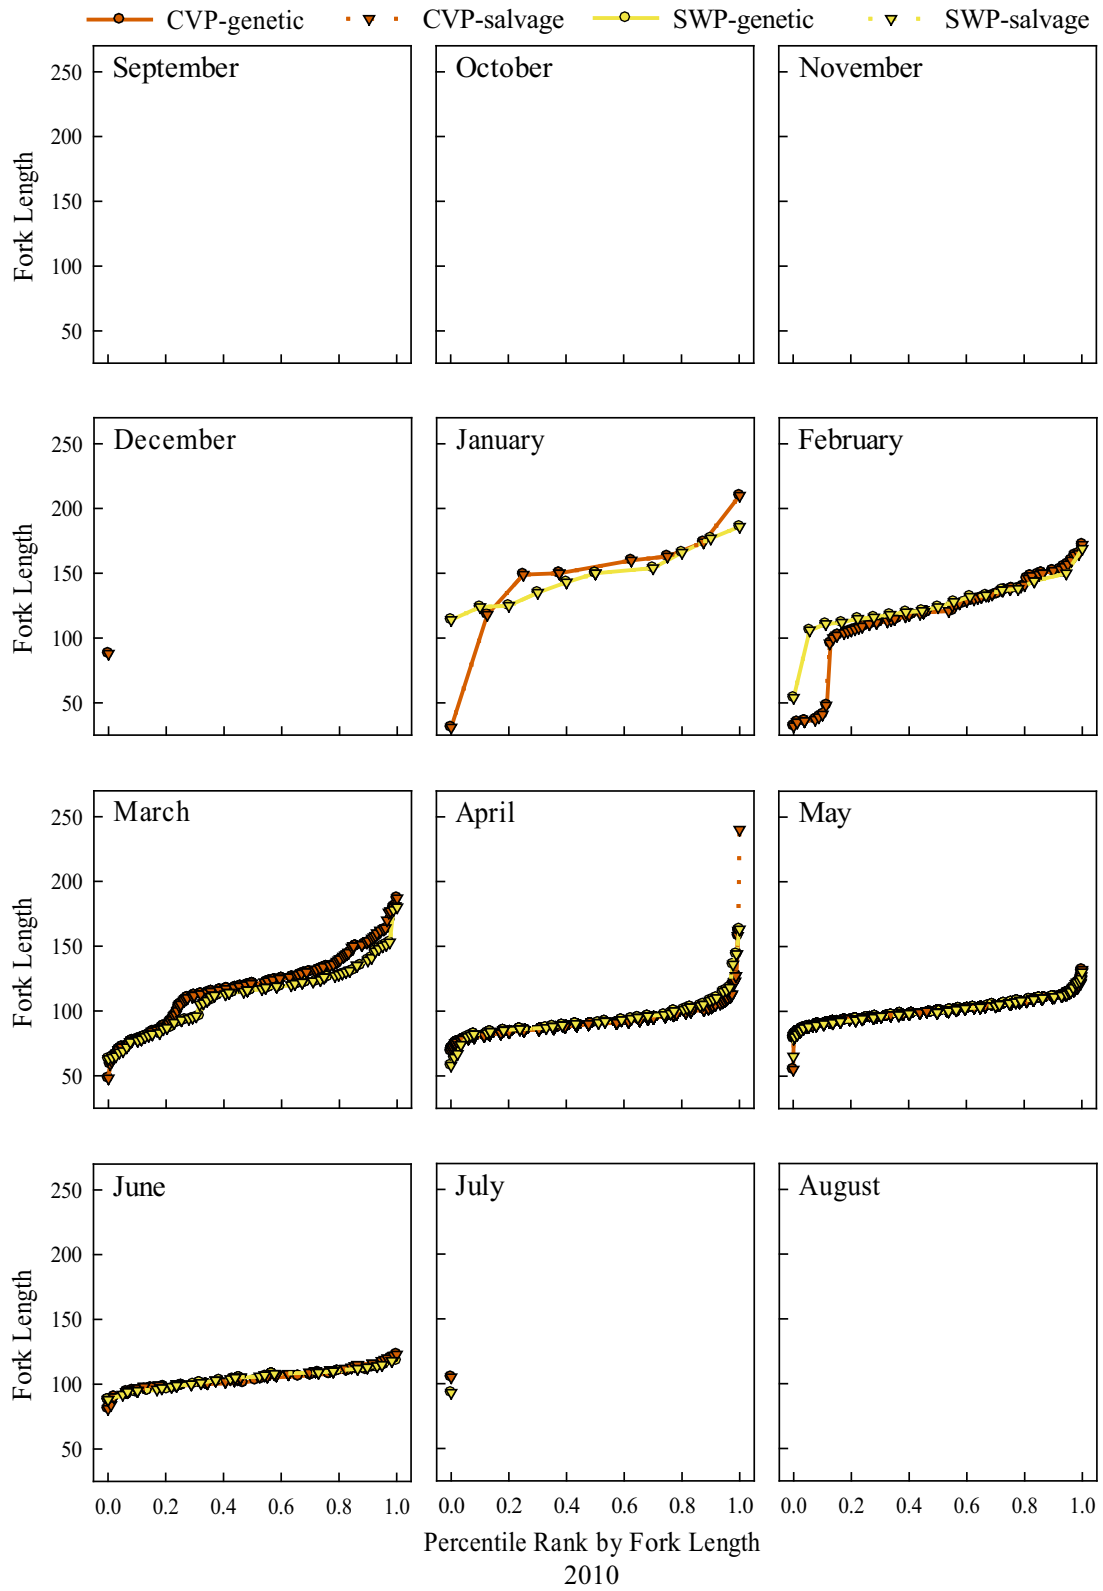 CVP-genetic CVP-salvage SWP-genetic SWP-salvage
September October November
250
200
150
100
50
Fork Length
December January February
250
200
150
100
50
Fork Length
March April May
250
200
150
100
50
Fork Length
June July August
250
200
150
100
50
Fork Length
0.0 0.2 0.4 0.6 0.8 1.0 0.0 0.2 0.4 0.6 0.8 1.0 0.0 0.2 0.4 0.6 0.8 1.0
Percentile Rank by Fork Length
2010